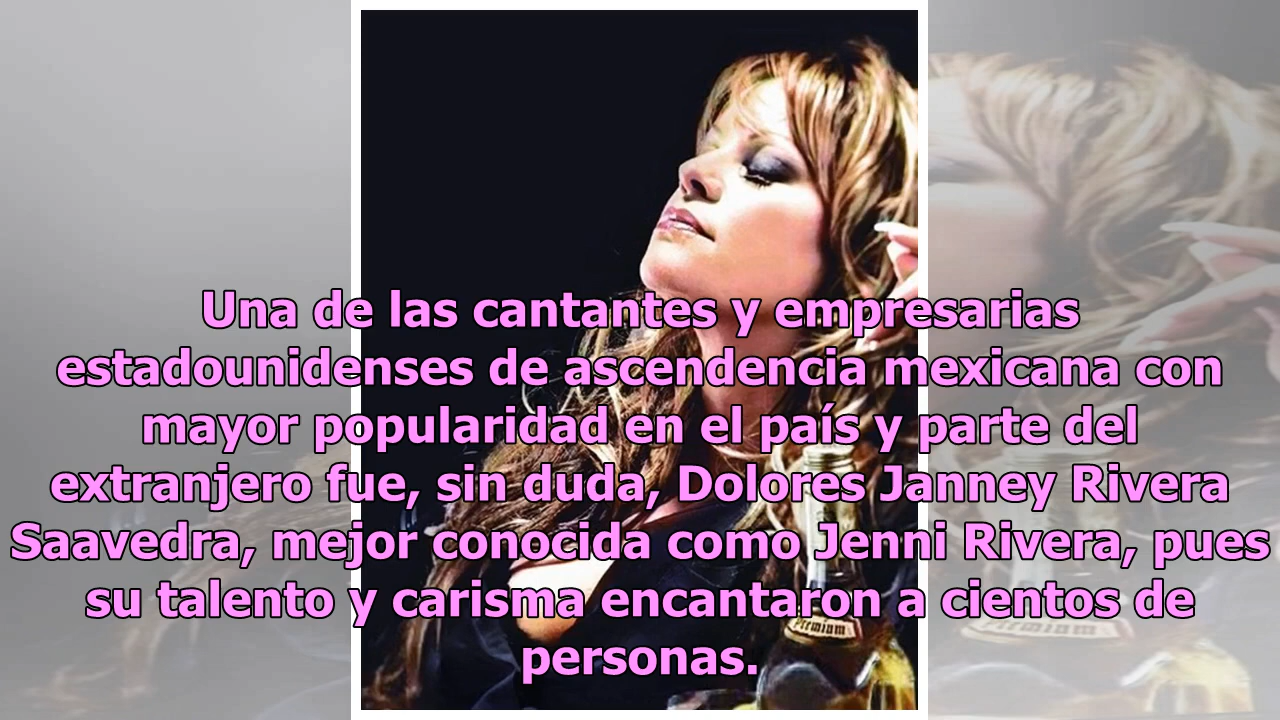 Una de las cantantes y empresarias
estadounidenses de ascendencia mexicana con
mayor popularidad en el país y parte del
extranjero fue, sin duda, Dolores Janney Rivera
Saavedra, mejor conocida como Jenni Rivera, pues
su talento y carisma encantaron a cientos de
personas.
Premium
Premium